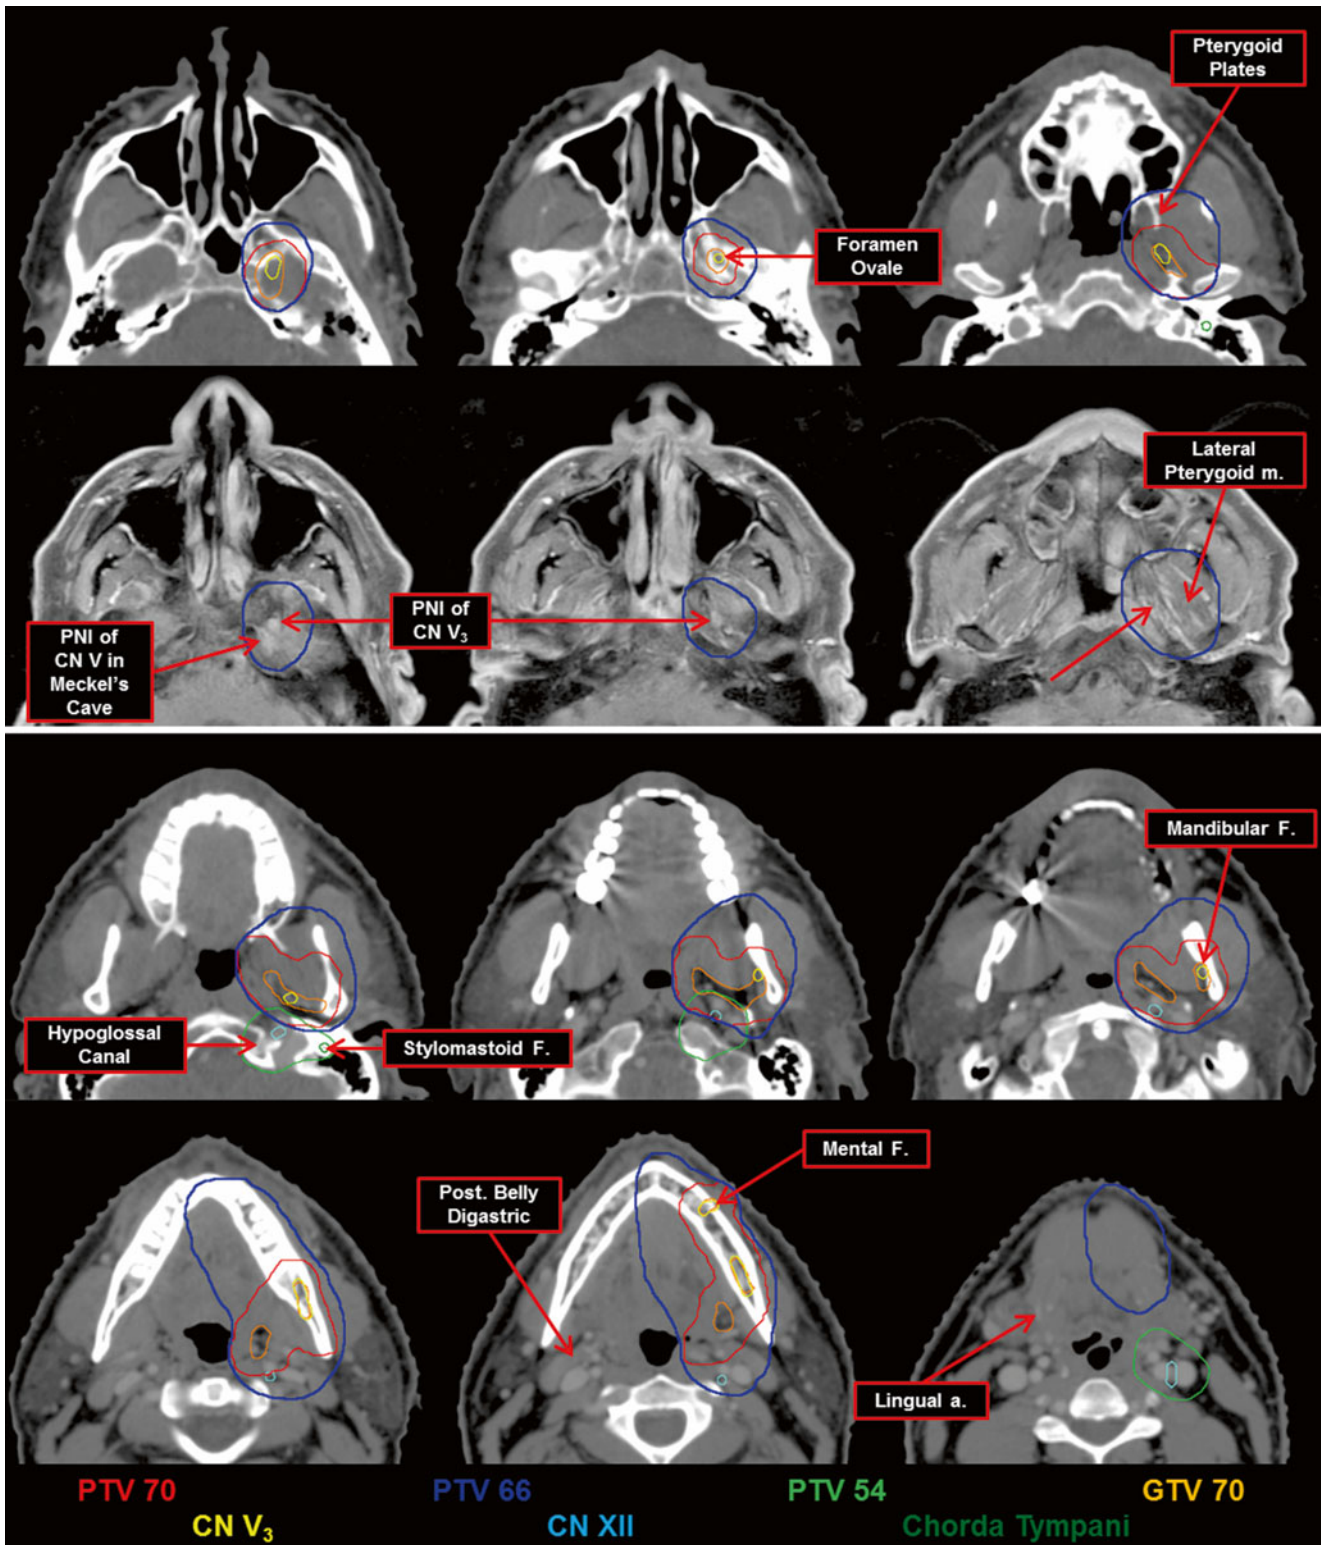 Pterygoid
Plates
Foramen
Ovale
Lateral
Pterygoid m.
PNI of
CN V3
PNI of
CN V in
Meckel's
Cave
Mandibular F.
Hypoglossal
Canal
Stylomastoid F.
Mental F.
Post. Belly
Digastric
Lingual a.
PTV 70 PTV 66 PTV 54 GTV 70
CN V3 CN XII Chorda Tympani